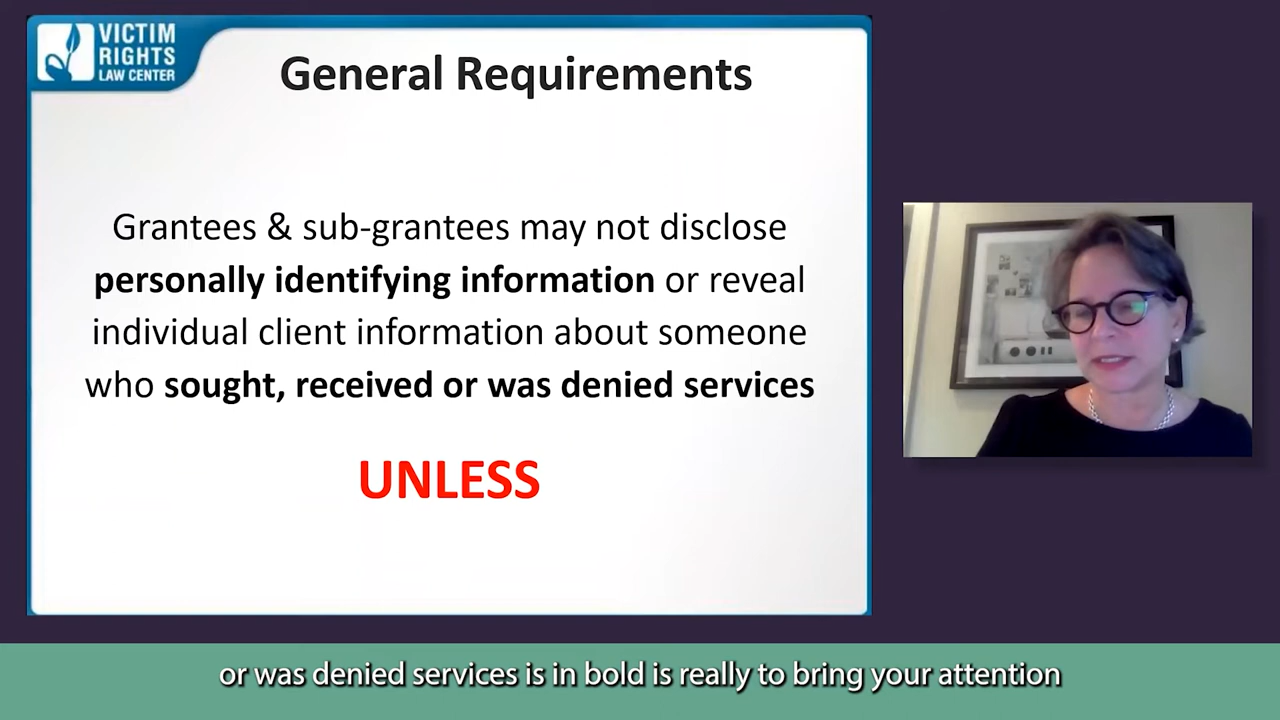 VICTIM
RIGHTS
LAW CENTER
General Requirements
Grantees & sub-grantees may not disclose
personally identifying information or reveal
individual client information about someone
who sought, received or was denied services
UNLESS
or was denied services is in bold is really to bring your attention